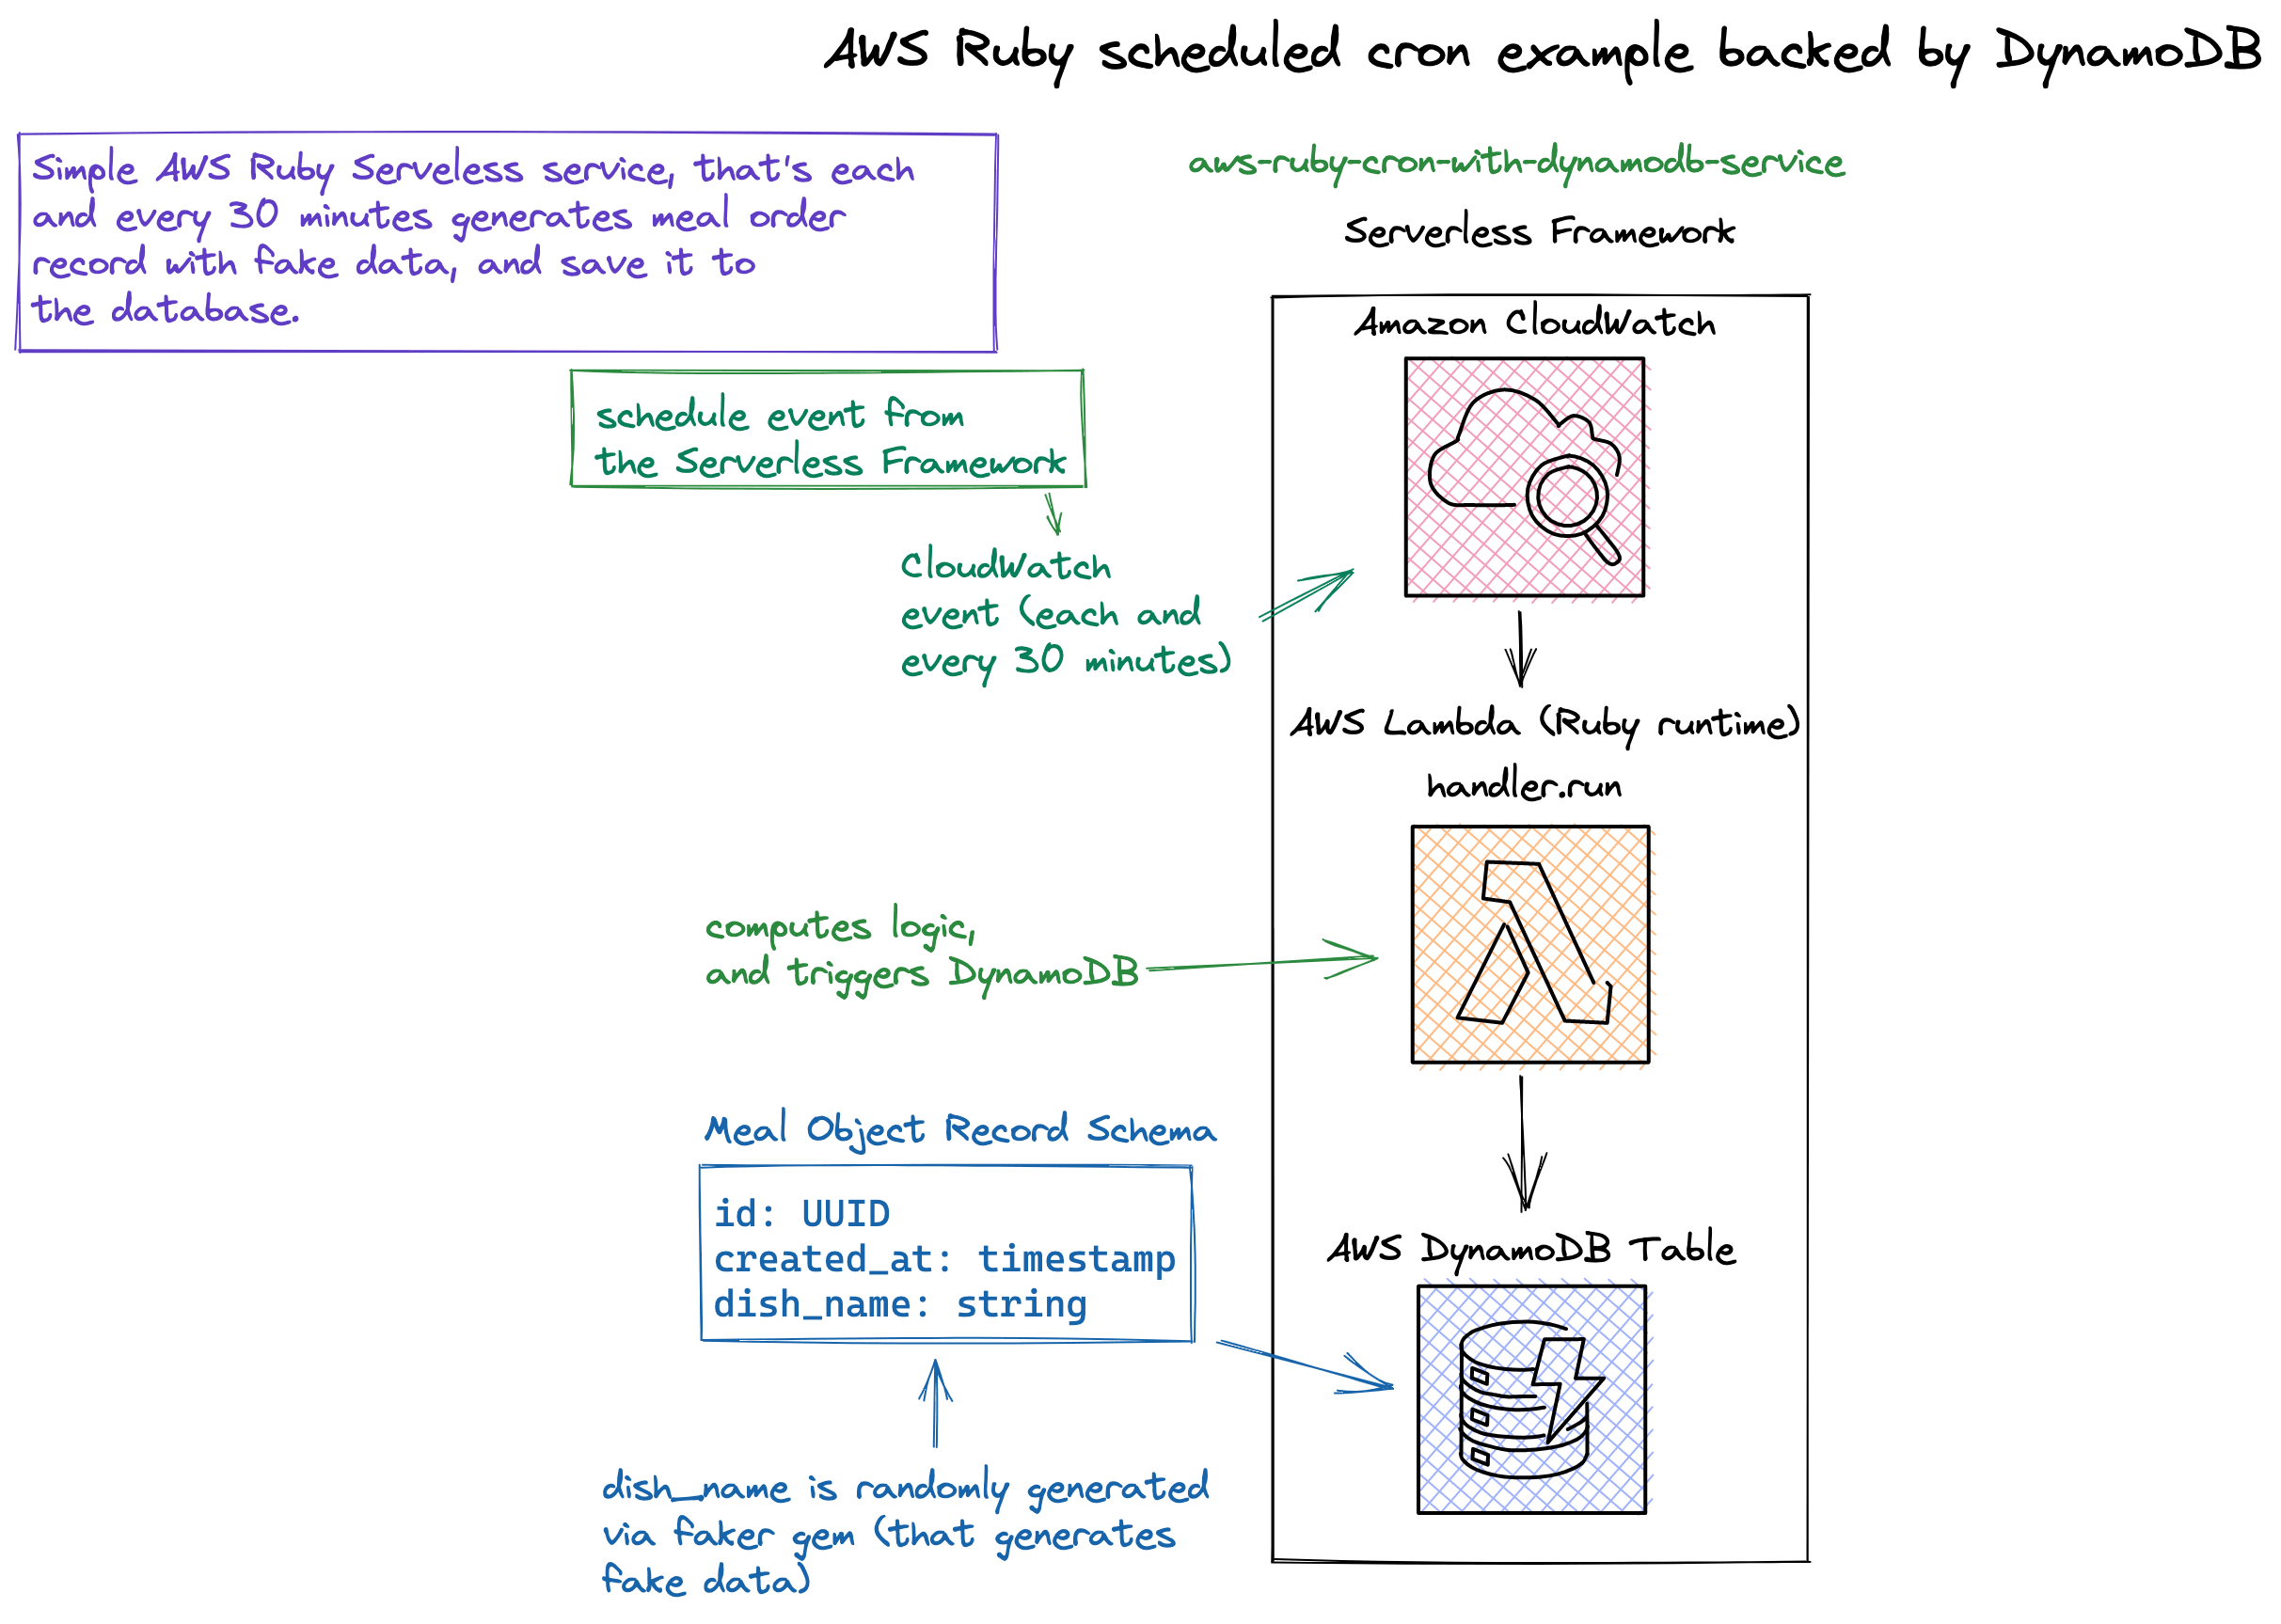 AWS Ruby scheduled cron example backed by DynamoDB
Simple AWS Ruby Serveless service, that's each
and every 30 minutes generates meal order
record with fake data, and save it to
the database.
aws-ruby-cron-with-dynamodb-service
Serverless Framework
Amazon CloudWatch
schedule event from
the Serverless Framework
CloudWatch
event (each and
every 30 minutes)
AWS Lambda (Ruby runtime)
handler.run
computes logic,
and triggers DynamoDB
Meal Object Record Schema
id: UUID
created_at: timestamp
dish_name: string
AWS DynamoDB Table
dish_name is randomly generated
via faker gem (that generates
fake data)